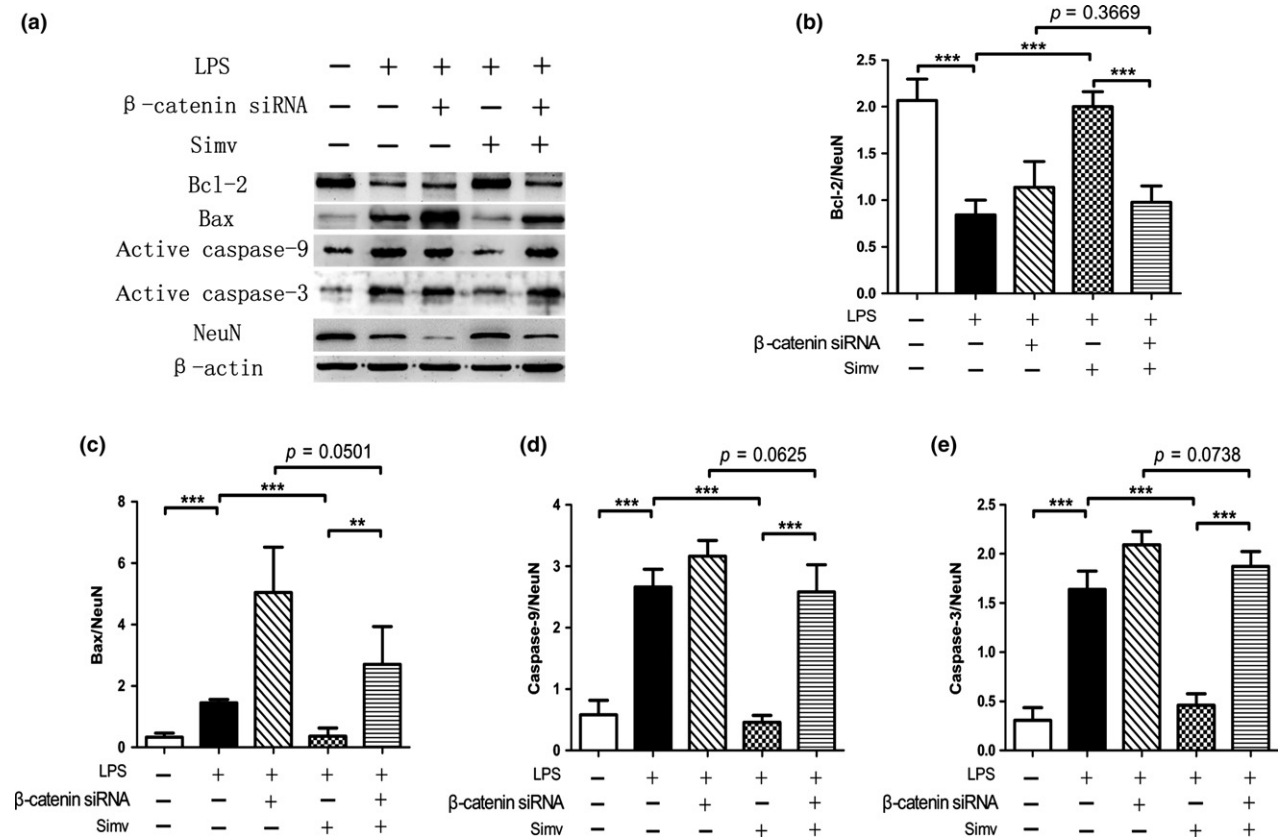 (a)
LPS − + + + +
β-catenin siRNA − − + − +
Simv − − − + +
Bcl-2
Bax
Active caspase-9
Active caspase-3
NeuN
β-actin
(b)
p = 0.3669
***
***
***
Bcl-2/NeuN
2.5
2.0
1.5
1.0
0.5
0.0
LPS − + + + +
β-catenin siRNA − − + − +
Simv − − − + +
(c)
p = 0.0501
***
***
**
Bax/NeuN
8
6
4
2
0
LPS − + + + +
β-catenin siRNA − − + − +
Simv − − − + +
(d)
p = 0.0625
***
***
***
Caspase-9/NeuN
4
3
2
1
0
LPS − + + + +
β-catenin siRNA − − + − +
Simv − − − + +
(e)
p = 0.0738
***
***
***
Caspase-3/NeuN
2.5
2.0
1.5
1.0
0.5
0.0
LPS − + + + +
β-catenin siRNA − − + − +
Simv − − − + +